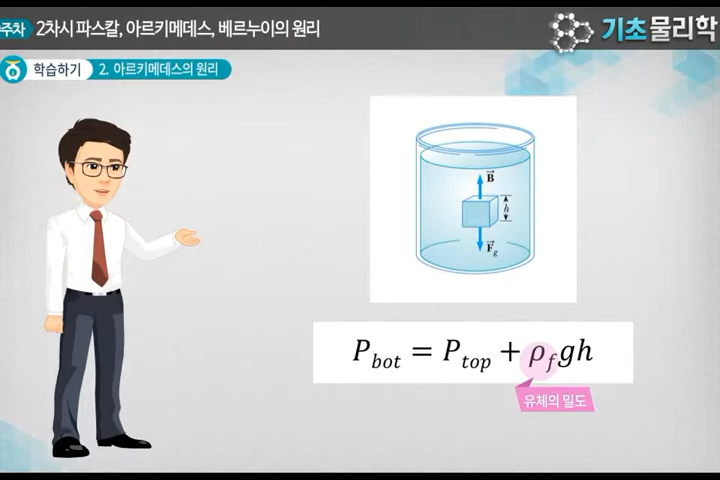 주차 2차시 파스칼, 아르키메데스, 베르누이의 원리
기초물리학
학습하기 2. 아르키메데스의 원리
B
h
F_g
P_bot = P_top + ρ_f gh
유체의 밀도